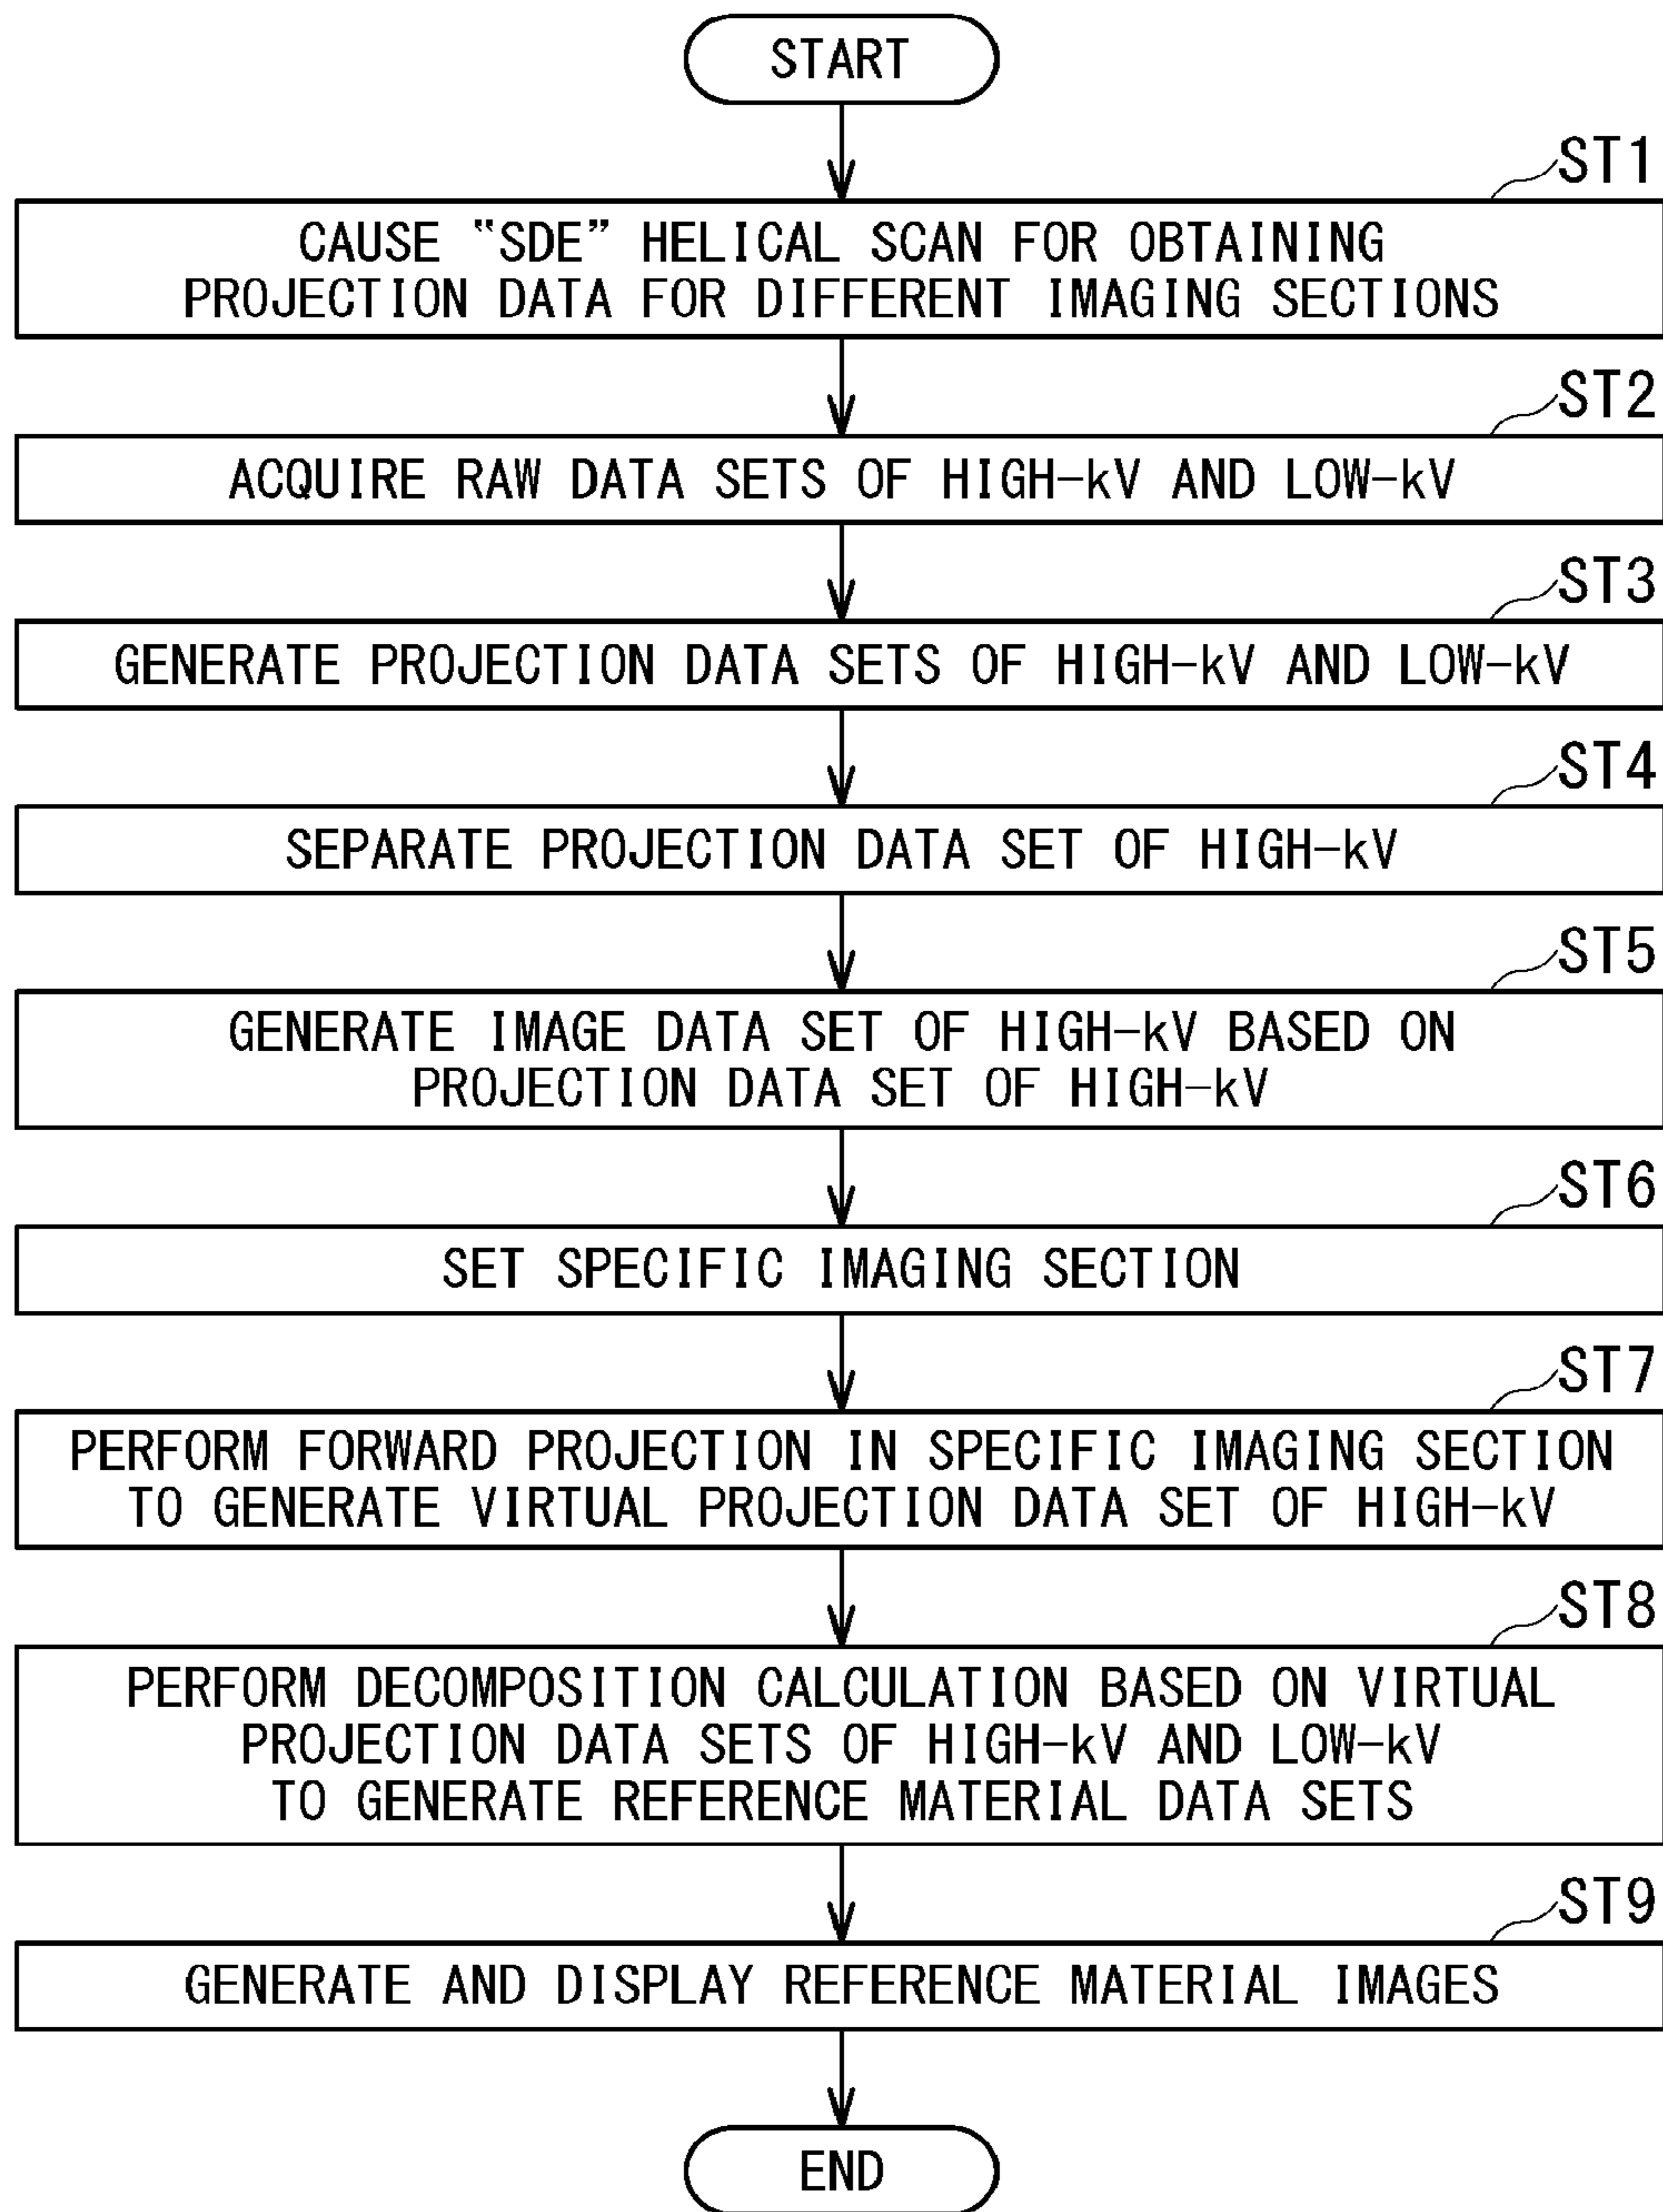 START
ST1
CAUSE “SDE” HELICAL SCAN FOR OBTAINING
PROJECTION DATA FOR DIFFERENT IMAGING SECTIONS
ST2
ACQUIRE RAW DATA SETS OF HIGH-kV AND LOW-kV
ST3
GENERATE PROJECTION DATA SETS OF HIGH-kV AND LOW-kV
ST4
SEPARATE PROJECTION DATA SET OF HIGH-kV
ST5
GENERATE IMAGE DATA SET OF HIGH-kV BASED ON
PROJECTION DATA SET OF HIGH-kV
ST6
SET SPECIFIC IMAGING SECTION
ST7
PERFORM FORWARD PROJECTION IN SPECIFIC IMAGING SECTION
TO GENERATE VIRTUAL PROJECTION DATA SET OF HIGH-kV
ST8
PERFORM DECOMPOSITION CALCULATION BASED ON VIRTUAL
PROJECTION DATA SETS OF HIGH-kV AND LOW-kV
TO GENERATE REFERENCE MATERIAL DATA SETS
ST9
GENERATE AND DISPLAY REFERENCE MATERIAL IMAGES
END